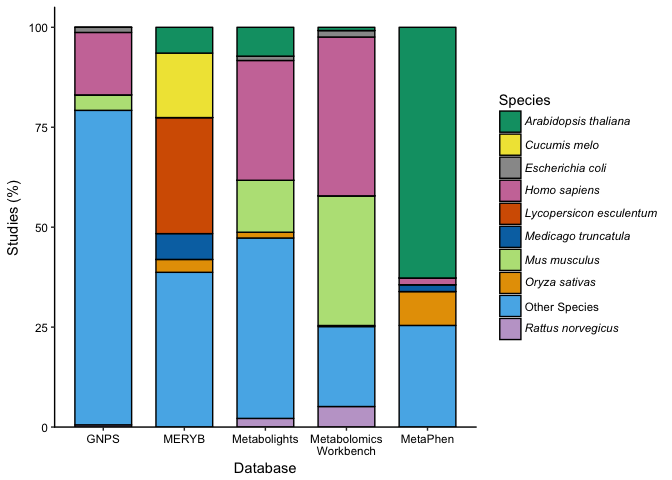 100
75
50
25
0
Studies (%)
GNPS
MERYB
Metabolights
Metabolomics
Workbench
MetaPhen
Database
Species
Arabidopsis thaliana
Cucumis melo
Escherichia coli
Homo sapiens
Lycopersicon esculentum
Medicago truncatula
Mus musculus
Oryza sativas
Other Species
Rattus norvegicus